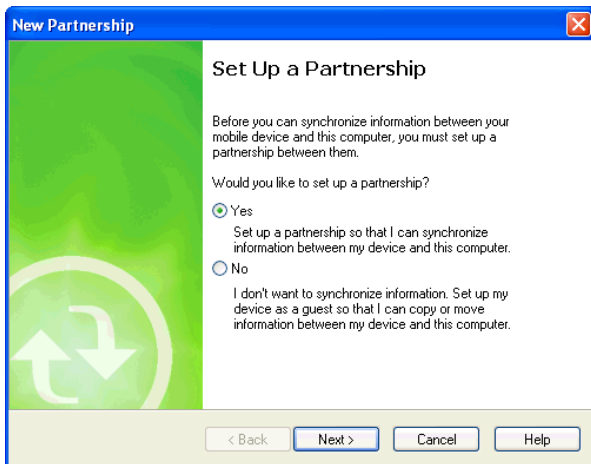 New Partnership
Set Up a Partnership
Before you can synchronize information between your
mobile device and this computer, you must set up a
partnership between them.
Would you like to set up a partnership?
Yes
Set up a partnership so that I can synchronize
information between my device and this computer.
No
I don't want to synchronize information. Set up my
device as a guest so that I can copy or move
information between my device and this computer.
< Back Next > Cancel Help